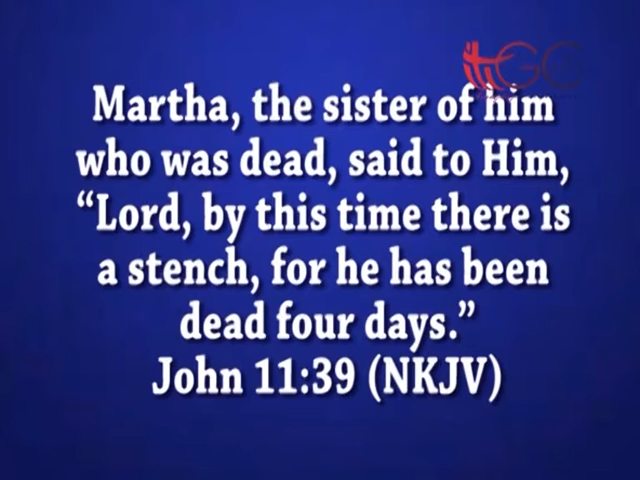 Martha, the sister of him
who was dead, said to Him,
“Lord, by this time there is
a stench, for he has been
dead four days.”
John 11:39 (NKJV)